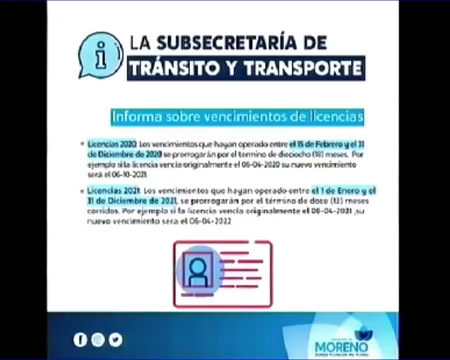 LA SUBSECRETARÍA DE
TRÁNSITO Y TRANSPORTE
Informa sobre vencimientos de licencias
Licencias 2020: Los vencimientos que hayan operado entre el 15 de Febrero y el 31
de Diciembre de 2020 se prorrogarán por el termino de dieciocho (18) meses. Por
ejemplo si la licencia vencia originalmente el 06-04-2020 su nuevo vencimiento
será el 06-10-2021
Licencias 2021: Los vencimientos que hayan operado entre el 1 de Enero y el
31 de Diciembre de 2021, se prorrogarán por el término de doce (12) meses
corridos. Por ejemplo si la licencia vencia originalmente el 06-04-2021 ,su
nuevo vencimiento sera el 06-04-2022
MORENO